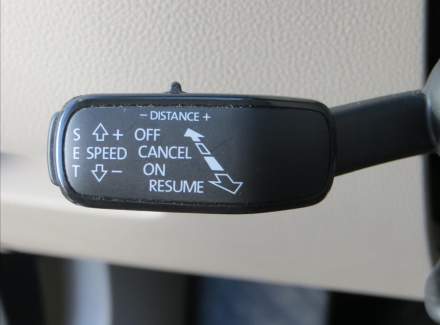 – DISTANCE +
S + OFF
E SPEED CANCEL
T – ON
RESUME